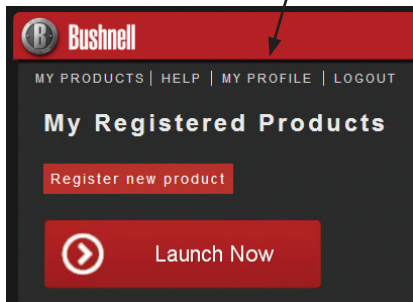 B Bushnell
MY PRODUCTS | HELP | MY PROFILE | LOGOUT
My Registered Products
Register new product
Launch Now